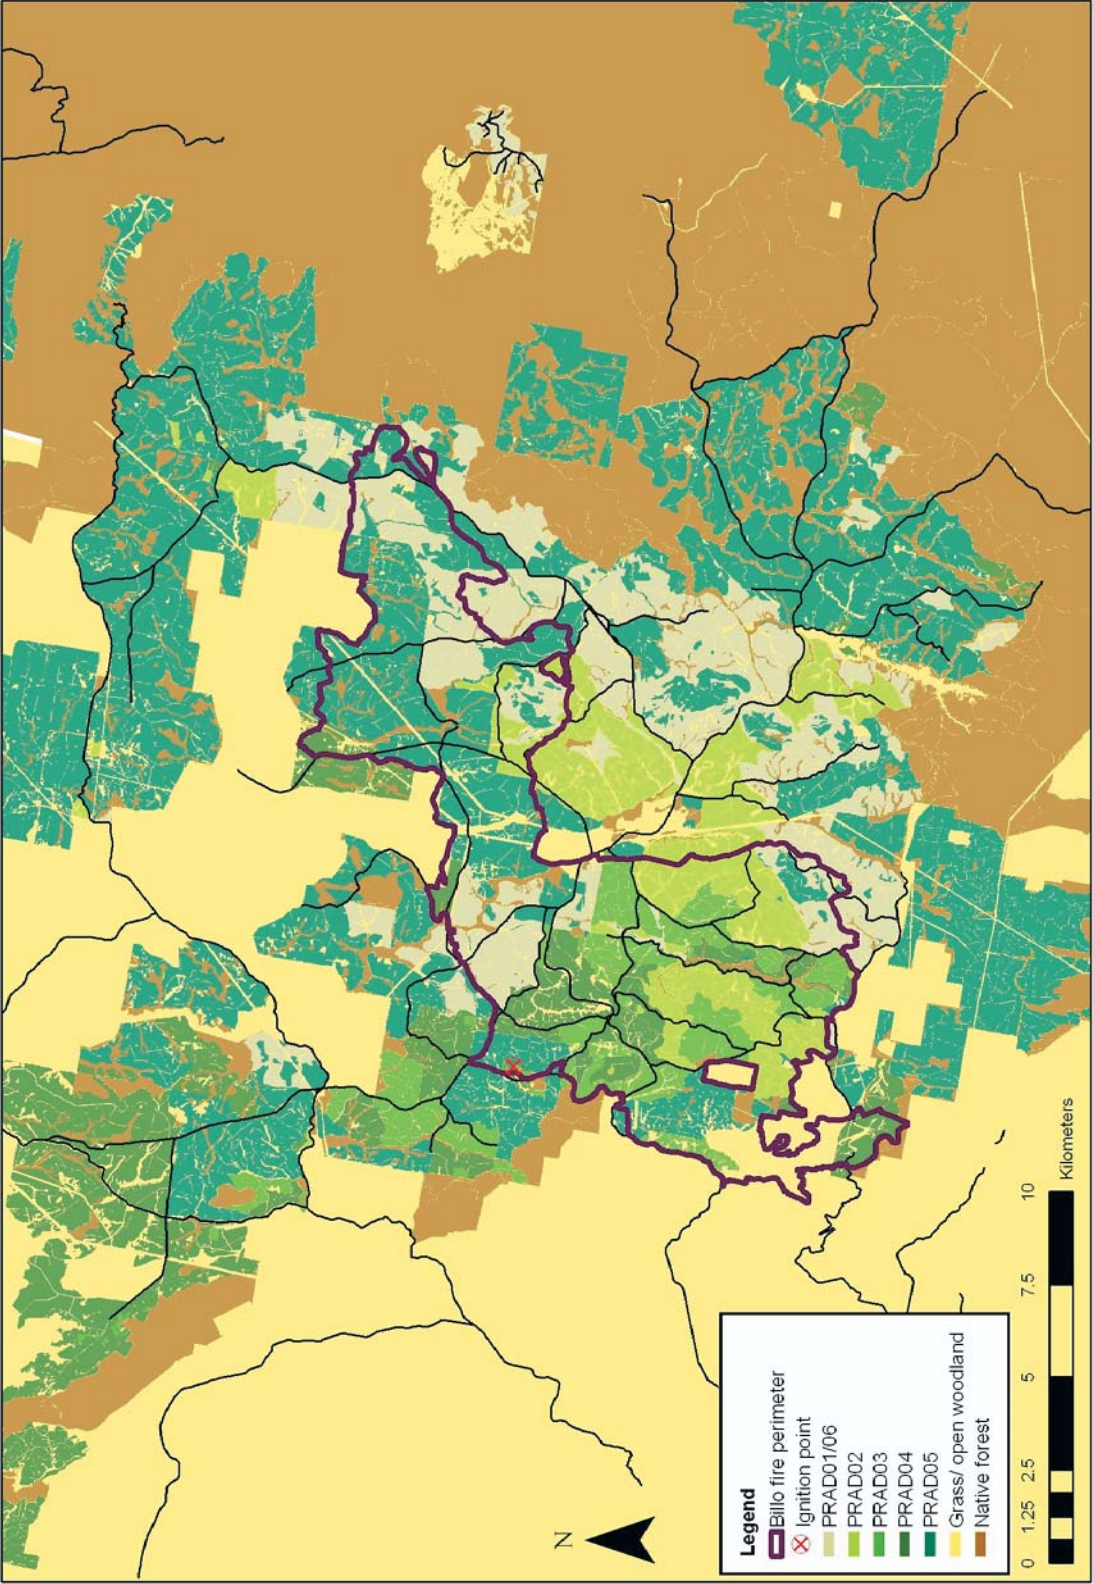 N
Legend
Billo fire perimeter
Ignition point
PRAD01/06
PRAD02
PRAD03
PRAD04
PRAD05
Grass/ open woodland
Native forest
0 1.25 2.5 5 7.5 10
Kilometers